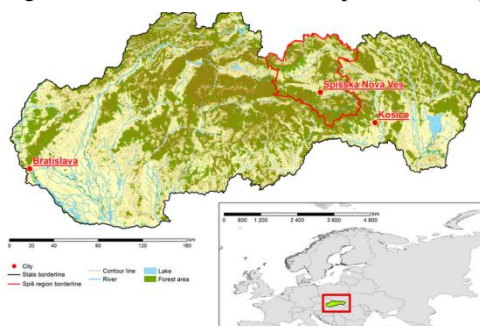 Spišská Nová Ves
Košice
Bratislava
km
0 20 40 80 120 160
City
State borderline
Spiš region borderline
Contour line
River
Lake
Forest area
km
0 600 1 200 2 400 3 600 4 800